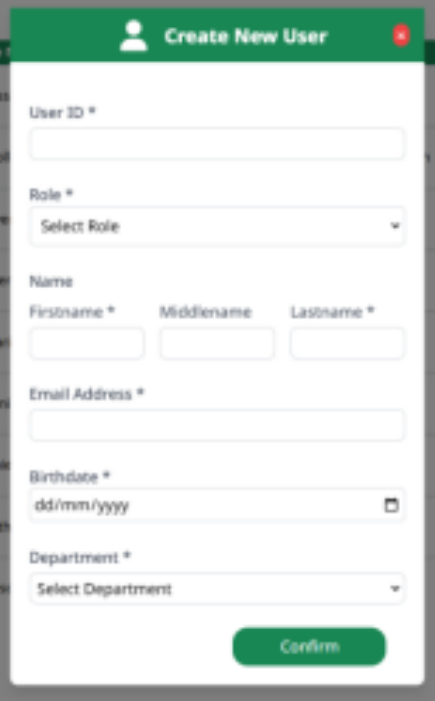 Create New User
User ID *
Role *
Select Role
Name
Firstname * Middlename Lastname *
Email Address *
Birthdate *
dd/mm/yyyy
Department *
Select Department
Confirm